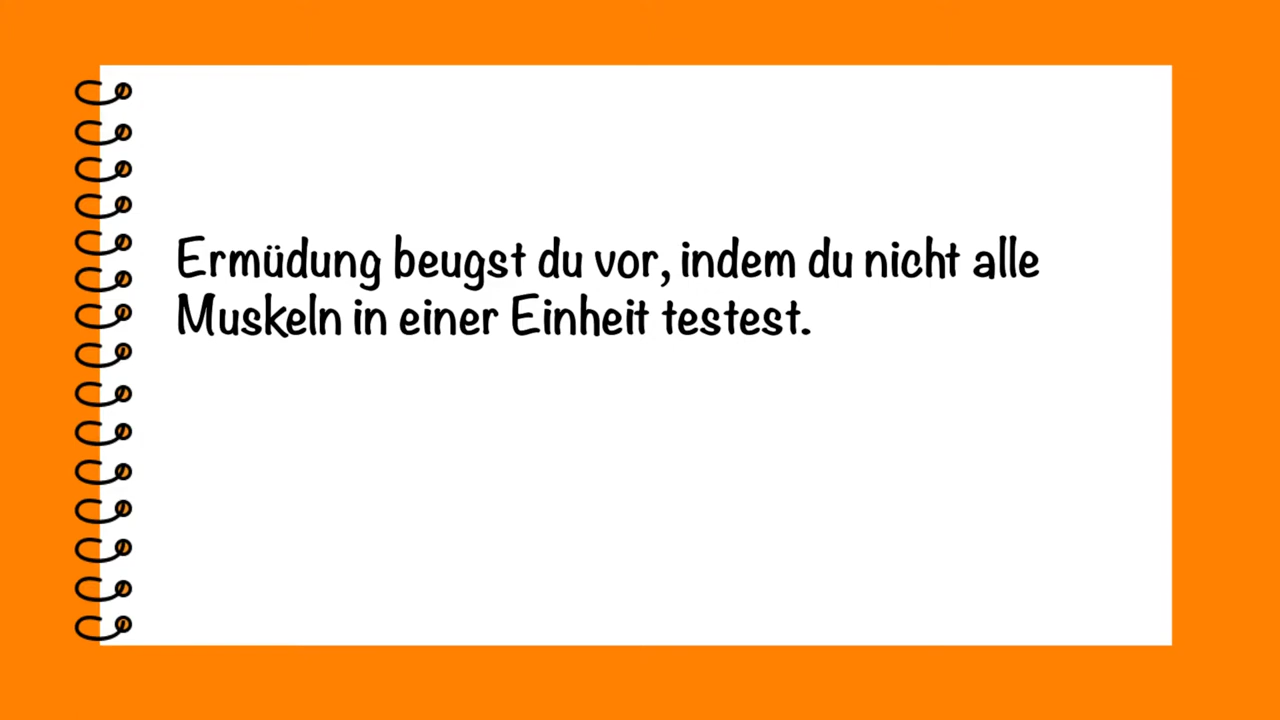 Ermüdung beugst du vor, indem du nicht alle
Muskeln in einer Einheit testest.